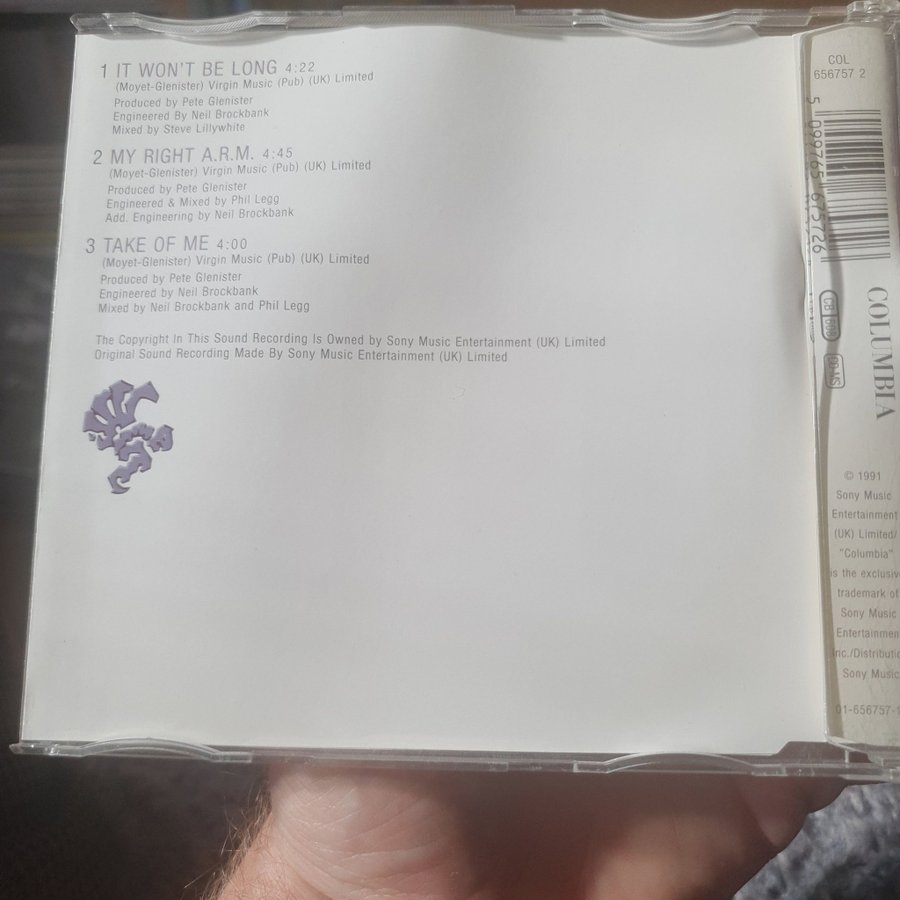 1 IT WON'T BE LONG 4:22
(Moyet-Glenister) Virgin Music (Pub) (UK) Limited
Produced by Pete Glenister
Engineered By Neil Brockbank
Mixed by Steve Lillywhite
2 MY RIGHT A.R.M. 4:45
(Moyet-Glenister) Virgin Music (Pub) (UK) Limited
Produced by Pete Glenister
Engineered & Mixed by Phil Legg
Add. Engineering by Neil Brockbank
3 TAKE OF ME 4:00
(Moyet-Glenister) Virgin Music (Pub) (UK) Limited
Produced by Pete Glenister
Engineered by Neil Brockbank
Mixed by Neil Brockbank and Phil Legg
The Copyright In This Sound Recording Is Owned by Sony Music Entertainment (UK) Limited
Original Sound Recording Made By Sony Music Entertainment (UK) Limited
COL
656757 2
5 099765 675726
COLUMBIA
© 1991
Sony Music
Entertainment
(UK) Limited/
"Columbia"
is the
trademark of
Sony Music
Sony Music
01-656757-1